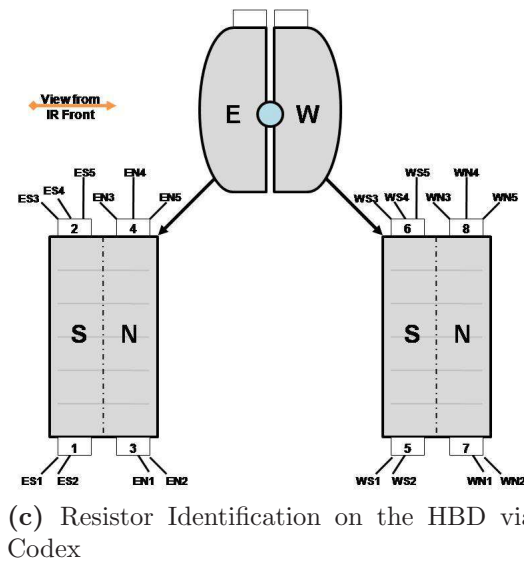 View from
IR Front
E W
ES5
ES4
ES3
EN4
EN3
EN5
WS5
WS4
WS3
WN4
WN3
WN5
2 4
6 8
S N
S N
1 3
5 7
ES1
ES2
EN1
EN2
WS1
WS2
WN1
WN2
(c) Resistor Identification on the HBD via
Codex